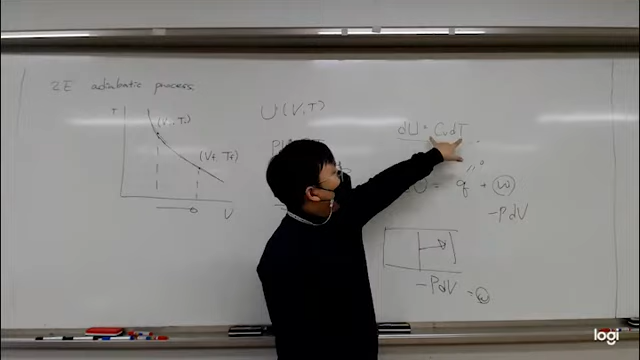 2E adiabatic process
T
(Vi, Ti)
(Vf, Tf)
V
U(V,T)
dU = CvdT
q + w
-PdV
-PdV = w
logi